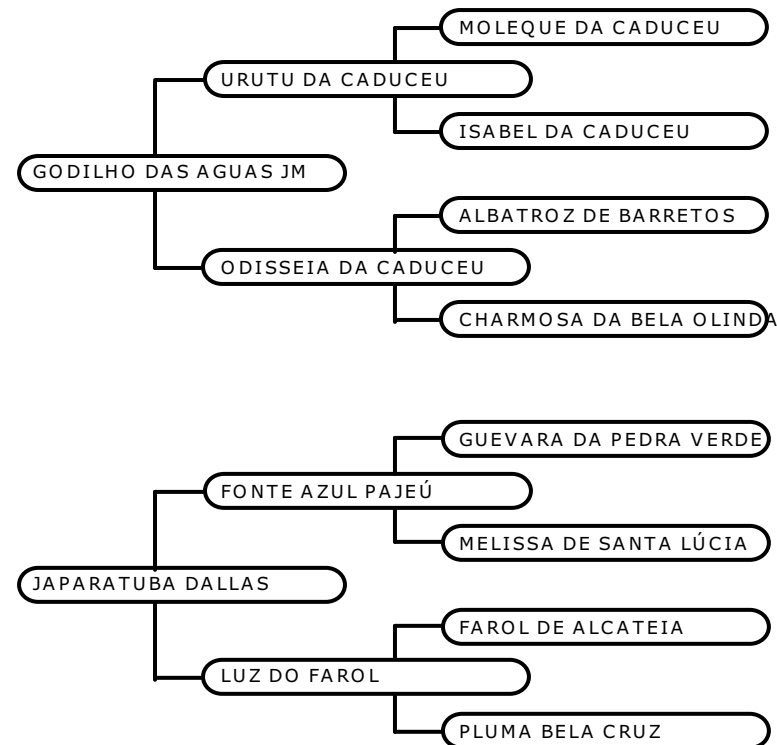 MOLEQUE DA CADUCEU
URUTU DA CADUCEU
ISABEL DA CADUCEU
GODILHO DAS AGUAS JM
ALBATROZ DE BARRETOS
ODISSEIA DA CADUCEU
CHARMOSA DA BELA OLINDA
GUEVARA DA PEDRA VERDE
FONTE AZUL PAJEÚ
MELISSA DE SANTA LÚCIA
JAPARATUBA DALLAS
FAROL DE ALCATEIA
LUZ DO FAROL
PLUMA BELA CRUZ